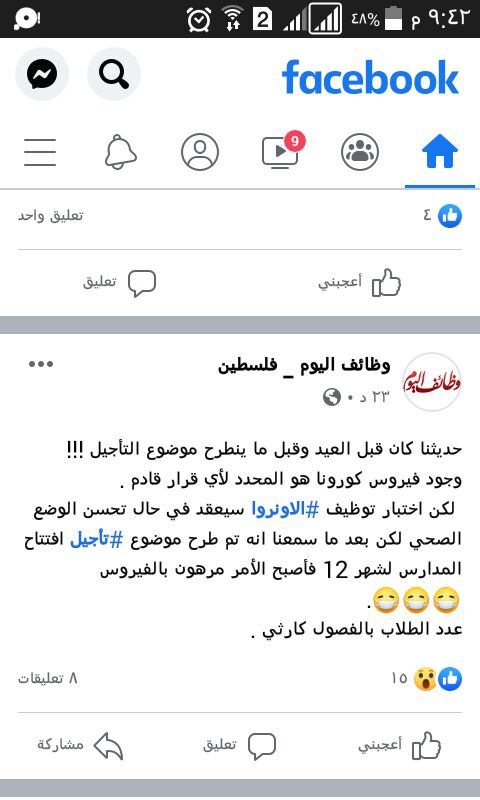 ٩:٤٢ م
٤٨%
2
facebook
9
٤
تعليق واحد
أعجبني
تعليق
وظائف اليوم
وظائف اليوم _ فلسطين
٢٣ د
حديثنا كان قبل العيد وقبل ما ينطرح موضوع التأجيل !!!
وجود فيروس كورونا هو المحدد لأي قرار قادم .
لكن اختبار توظيف #الاونروا سيعقد في حال تحسن الوضع
الصحي لكن بعد ما سمعنا انه تم طرح موضوع #تأجيل افتتاح
المدارس لشهر 12 فأصبح الأمر مرهون بالفيروس
😷😷😷.
عدد الطلاب بالفصول كارثي .
١٥
٨ تعليقات
أعجبني
تعليق
مشاركة